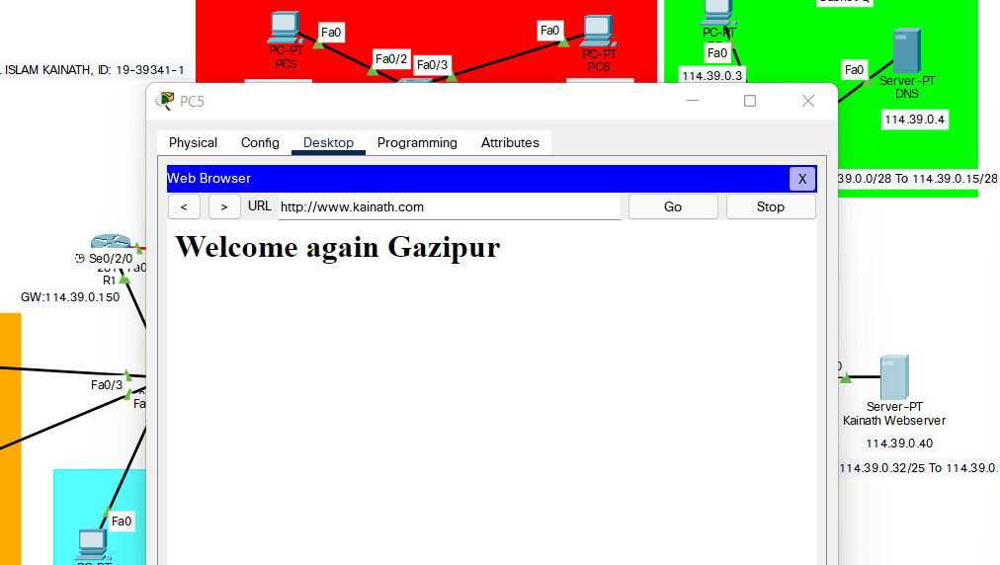 Fa0
Fa0
PC-PT
PC5
Fa0/2
Fa0/3
PC-PT
PC6
ISLAM KAINATH, ID: 19-39341-1
PC-PT
Fa0
114.39.0.3
Fa0
Server-PT
DNS
114.39.0.4
39.0.0/28 To 114.39.0.15/28
PC5
Physical Config Desktop Programming Attributes
Web Browser X
< > URL http://www.kainath.com Go Stop
Welcome again Gazipur
Se0/2/0
R1
GW:114.39.0.150
Fa0/3
Fa
Fa0
Server-PT
Kainath Webserver
114.39.0.40
114.39.0.32/25 To 114.39.0.